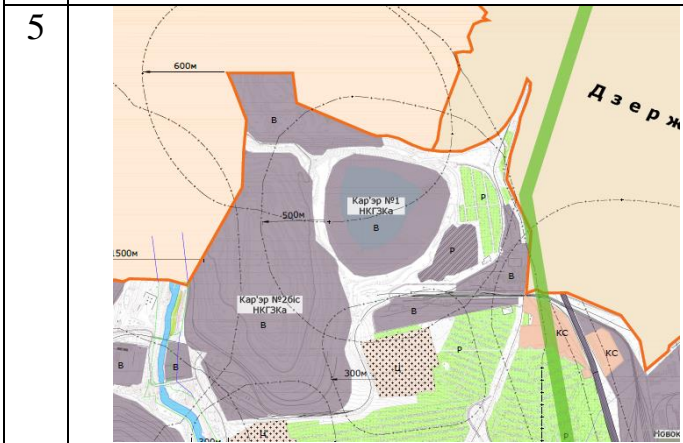 5
600м
Дзерж
В
Кар'эр №1
НКГЗКа
В
Р
500м
Р
1500м
В
Кар'эр №2біс
НКГЗКа
В
В
КС
КС
Р
Ц
300м
В
В
Ц
Р
300м
Новок